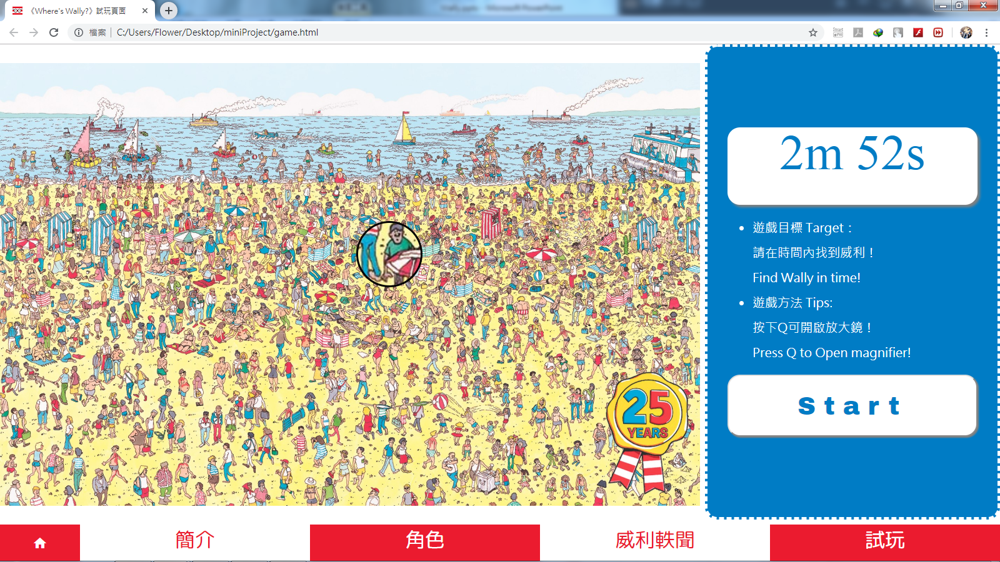 《Where's Wally?》試玩頁面
檔案
C:/Users/Flower/Desktop/miniProject/game.html
2m 52s
遊戲目標 Target：
請在時間內找到威利！
Find Wally in time!
遊戲方法 Tips:
按下Q可開啟放大鏡！
Press Q to Open magnifier!
Start
25
YEARS
簡介
角色
威利軼聞
試玩